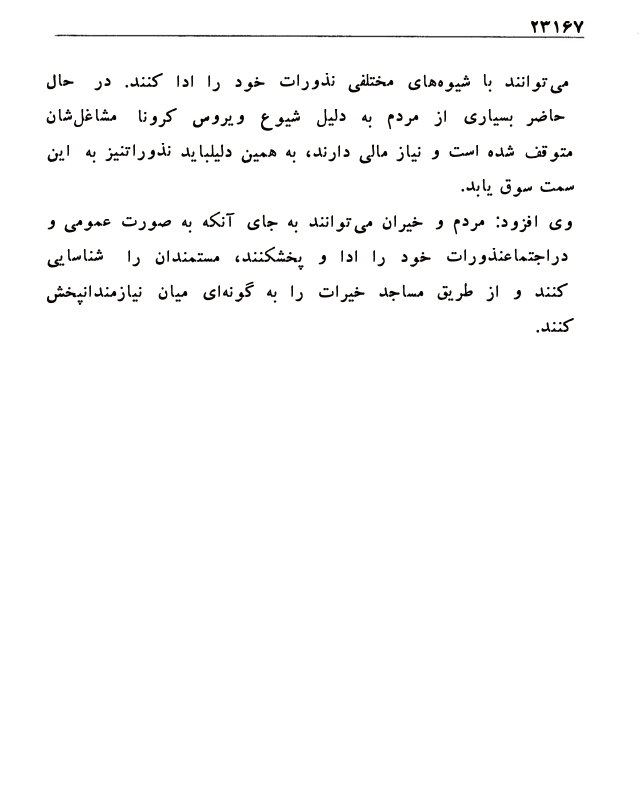 ۲۳۱۶۷
می‌توانند با شیوه‌های مختلفی نذورات خود را ادا کنند. در حال
حاضر بسیاری از مردم به دلیل شیوع ویروس کرونا مشاغل‌شان
متوقف شده است و نیاز مالی دارند، به همین دلیلباید نذوراتنیز به این
سمت سوق یابد.
وی افزود: مردم و خیران می‌توانند به جای آنکه به صورت عمومی و
دراجتماعنذورات خود را ادا و پخشکنند، مستمندان را شناسایی
کنند و از طریق مساجد خیرات را به گونه‌ای میان نیازمندانپخش
کنند.